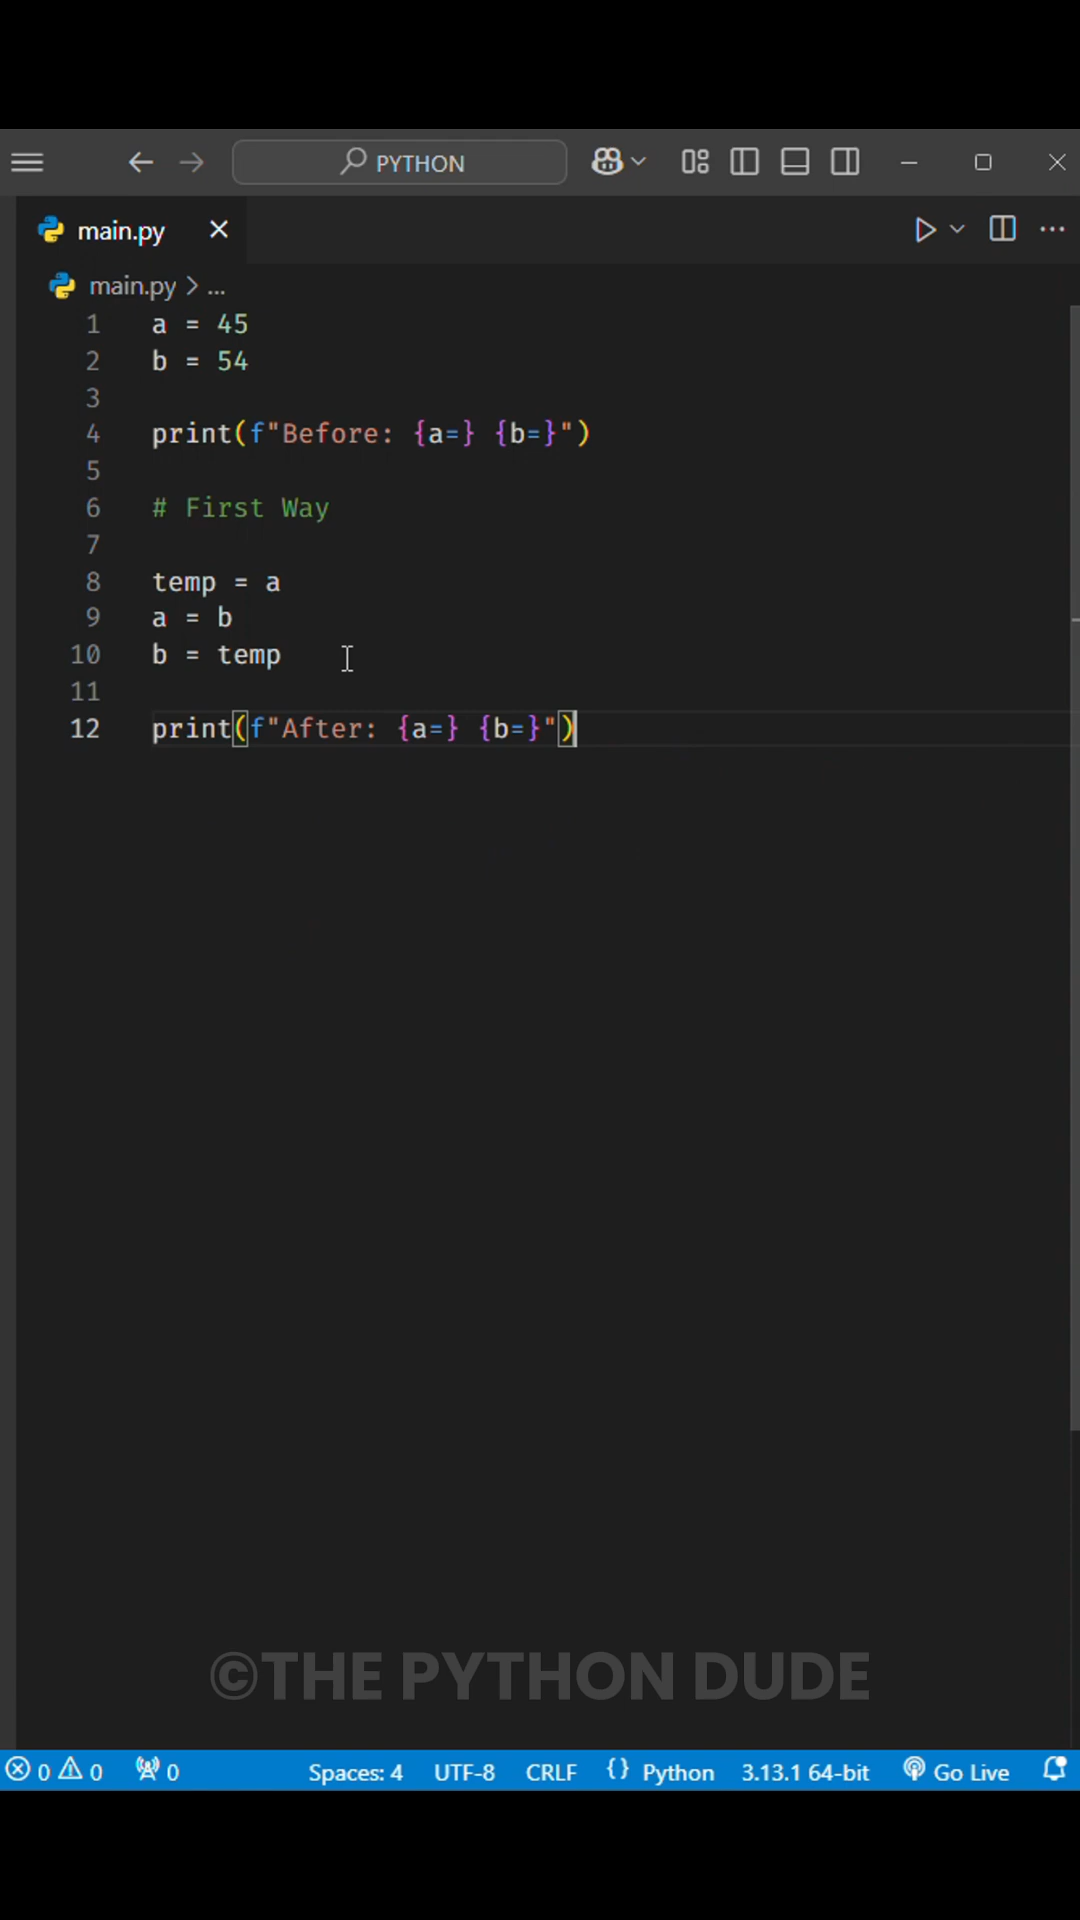 PYTHON
main.py
main.py > ...
1 a = 45
2 b = 54
3
4 print(f"Before: {a=} {b=}")
5
6 # First Way
7
8 temp = a
9 a = b
10 b = temp
11
12 print(f"After: {a=} {b=}")
©THE PYTHON DUDE
0 0 0 Spaces: 4 UTF-8 CRLF {} Python 3.13.1 64-bit Go Live